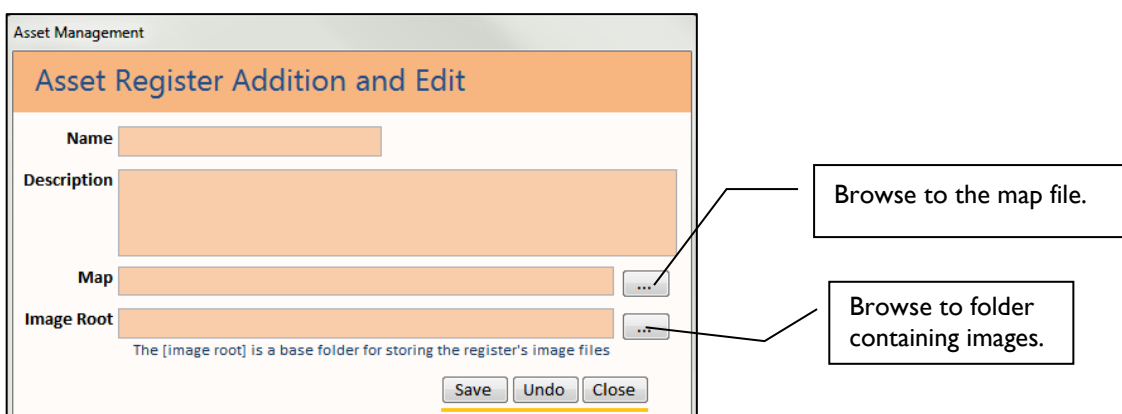 Asset Management
Asset Register Addition and Edit
Name
Description
Map
...
Browse to the map file.
Image Root
...
Browse to folder
containing images.
The [image root] is a base folder for storing the register's image files
Save Undo Close